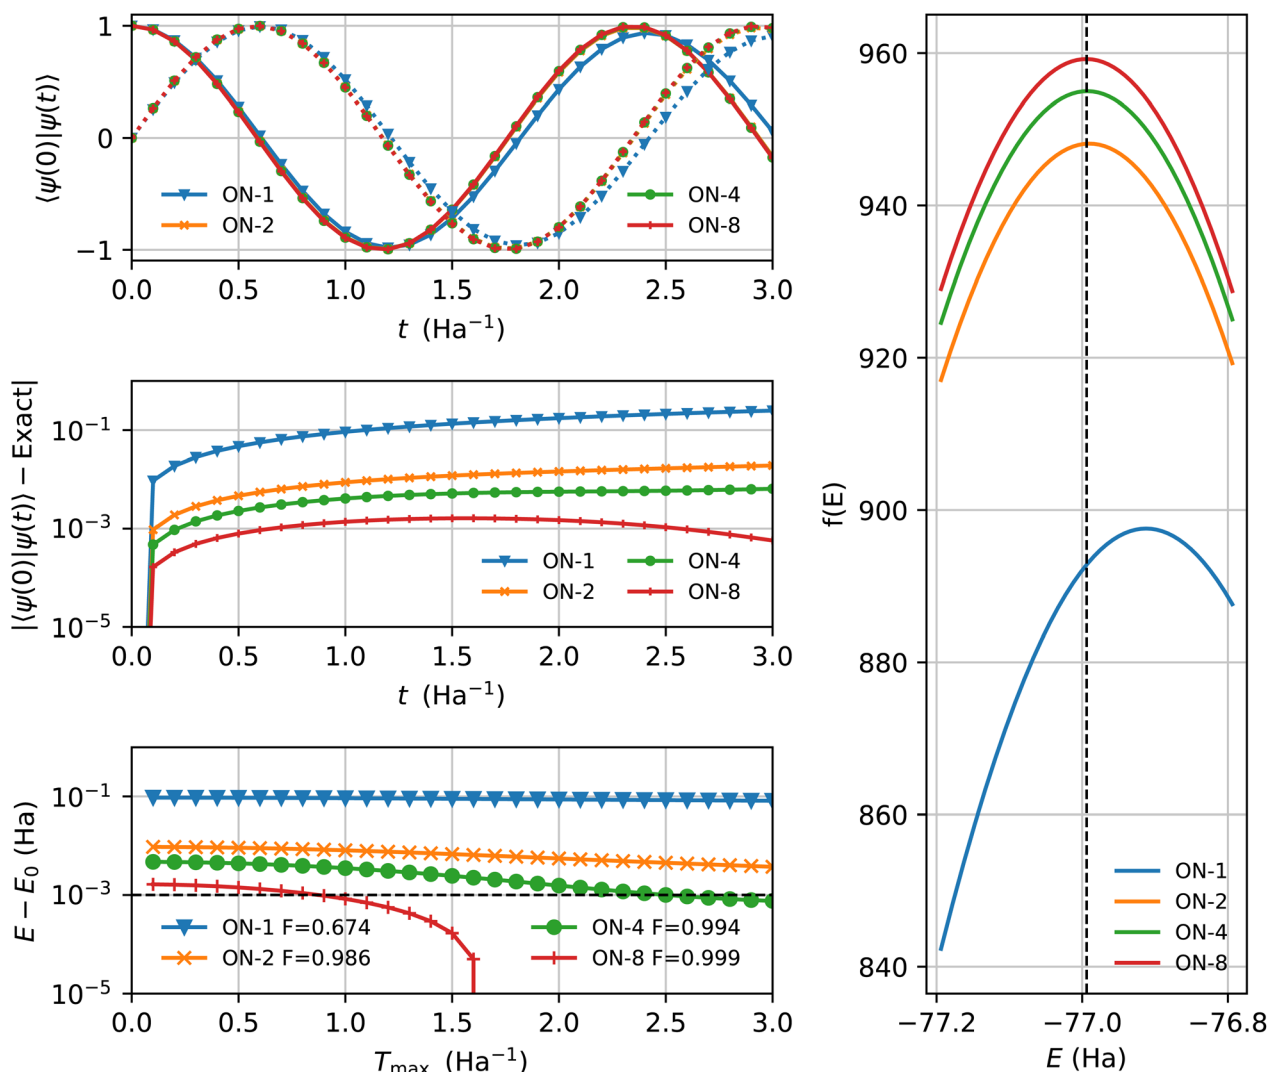 ⟨ψ(0)|ψ(t)⟩
1
0
−1
ON-1
ON-2
ON-4
ON-8
0.0 0.5 1.0 1.5 2.0 2.5 3.0
t (Ha⁻¹)
|⟨ψ(0)|ψ(t)⟩ − Exact|
10⁻¹
10⁻³
10⁻⁵
ON-1
ON-2
ON-4
ON-8
0.0 0.5 1.0 1.5 2.0 2.5 3.0
t (Ha⁻¹)
E − E₀ (Ha)
10⁻¹
10⁻³
10⁻⁵
ON-1 F=0.674
ON-2 F=0.986
ON-4 F=0.994
ON-8 F=0.999
0.0 0.5 1.0 1.5 2.0 2.5 3.0
Tmax (Ha⁻¹)
f(E)
960
940
920
900
880
860
840
ON-1
ON-2
ON-4
ON-8
−77.2 −77.0 −76.8
E (Ha)